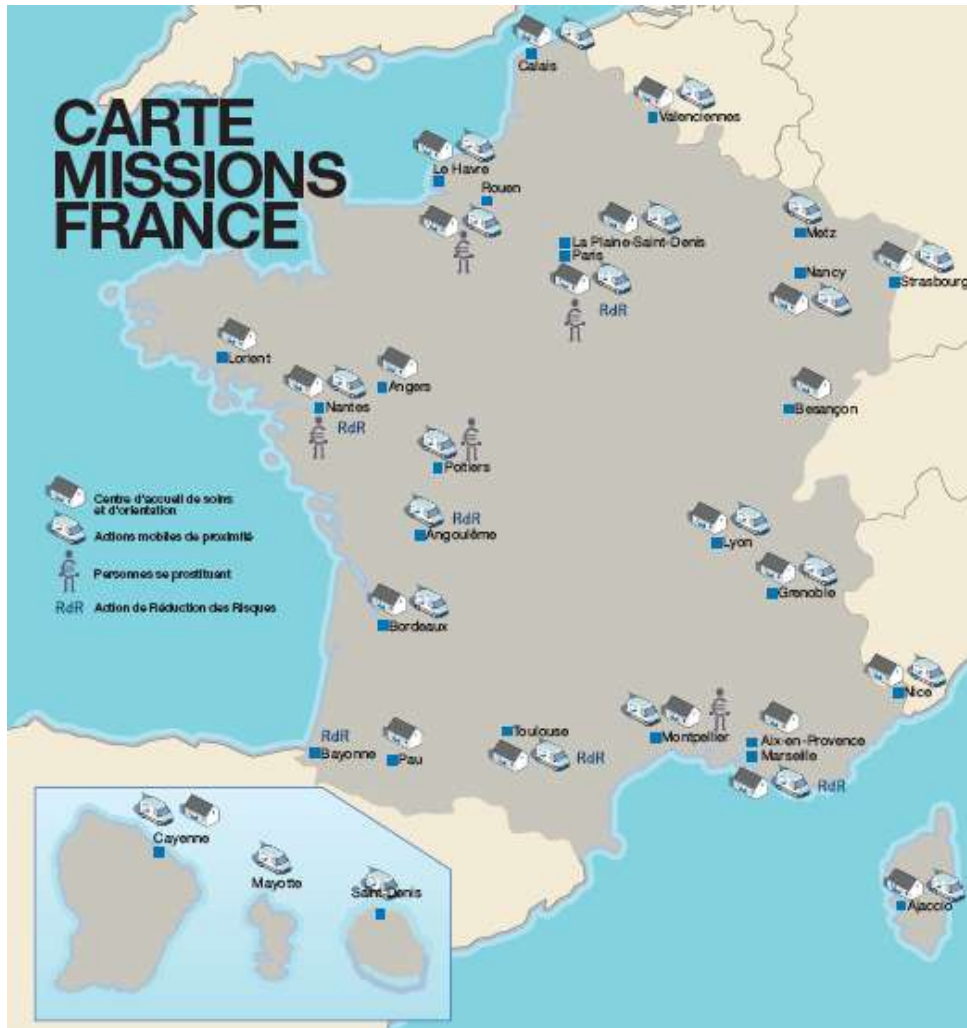 CARTE
MISSIONS
FRANCE
Calais
Valenciennes
Le Havre
Rouen
La Plaine-Saint-Denis
Paris
RdR
Metz
Nancy
Strasbourg
Lorient
Angers
Nantes
RdR
Besançon
Poitiers
RdR
Angoulême
Centre d'accueil de soins
et d'orientation
Actions mobiles de proximité
Personnes se prostituant
RdR Action de Réduction des Risques
Lyon
Grenoble
Bordeaux
Nice
RdR
Bayonne
Pau
Toulouse
RdR
Montpellier
Aix-en-Provence
Marseille
RdR
Cayenne
Mayotte
Saint-Denis
Ajaccio